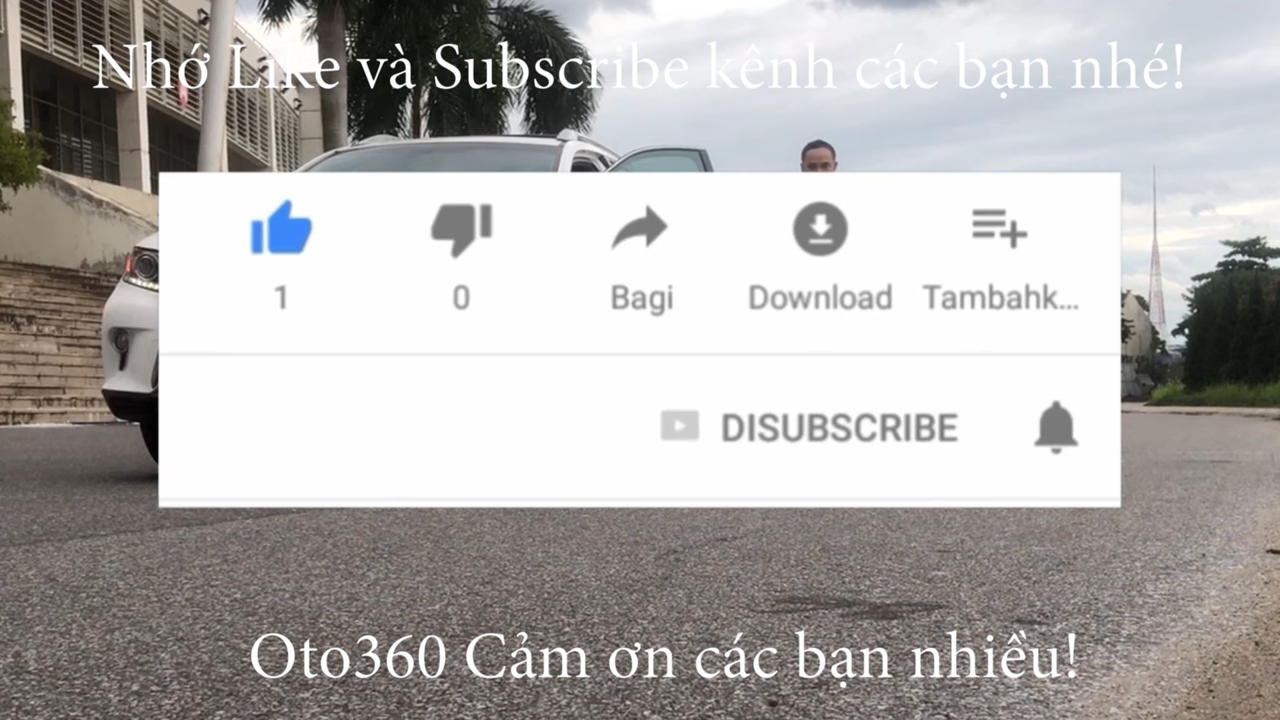 Nhớ Like và Subscribe kênh các bạn nhé!
1 0 Bagi Download Tambahk...
DISUBSCRIBE
Oto360 Cảm ơn các bạn nhiều!